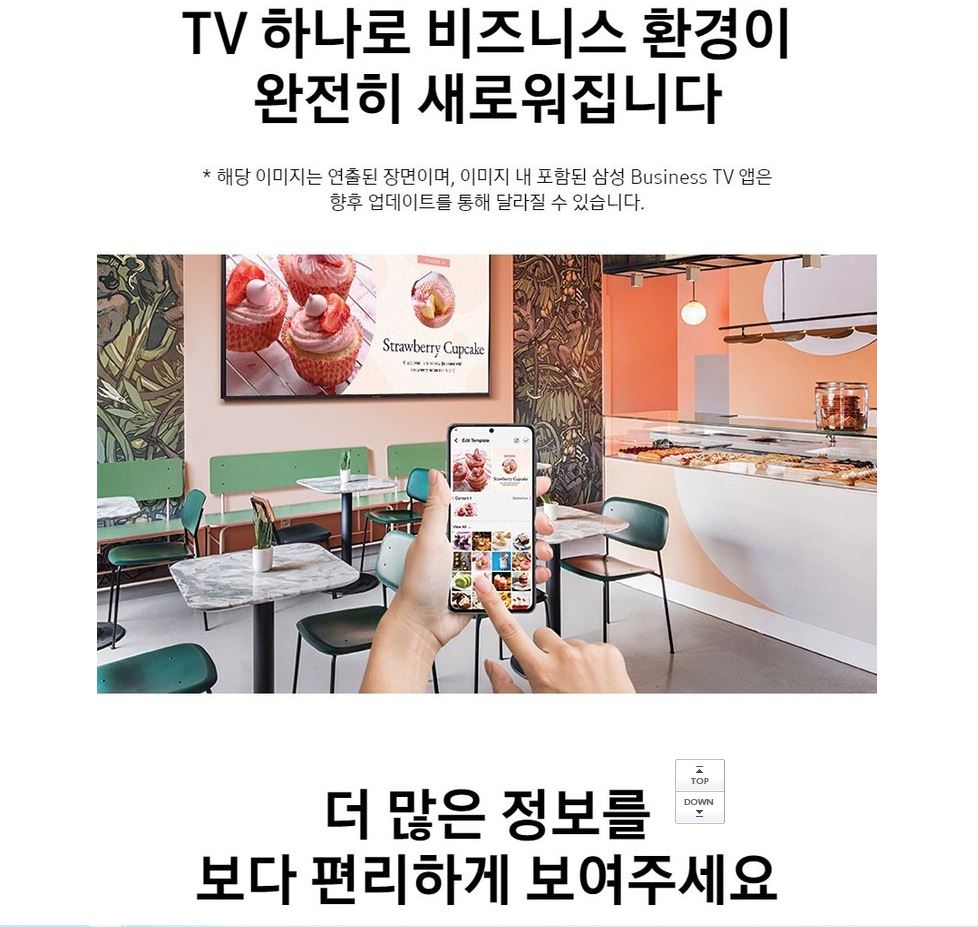 TV 하나로 비즈니스 환경이
완전히 새로워집니다
* 해당 이미지는 연출된 장면이며, 이미지 내 포함된 삼성 Business TV 앱은
향후 업데이트를 통해 달라질 수 있습니다.
Strawberry Cupcake
Edit Template
Strawberry Cupcake
Content 1
View All
TOP
DOWN
더 많은 정보를
보다 편리하게 보여주세요